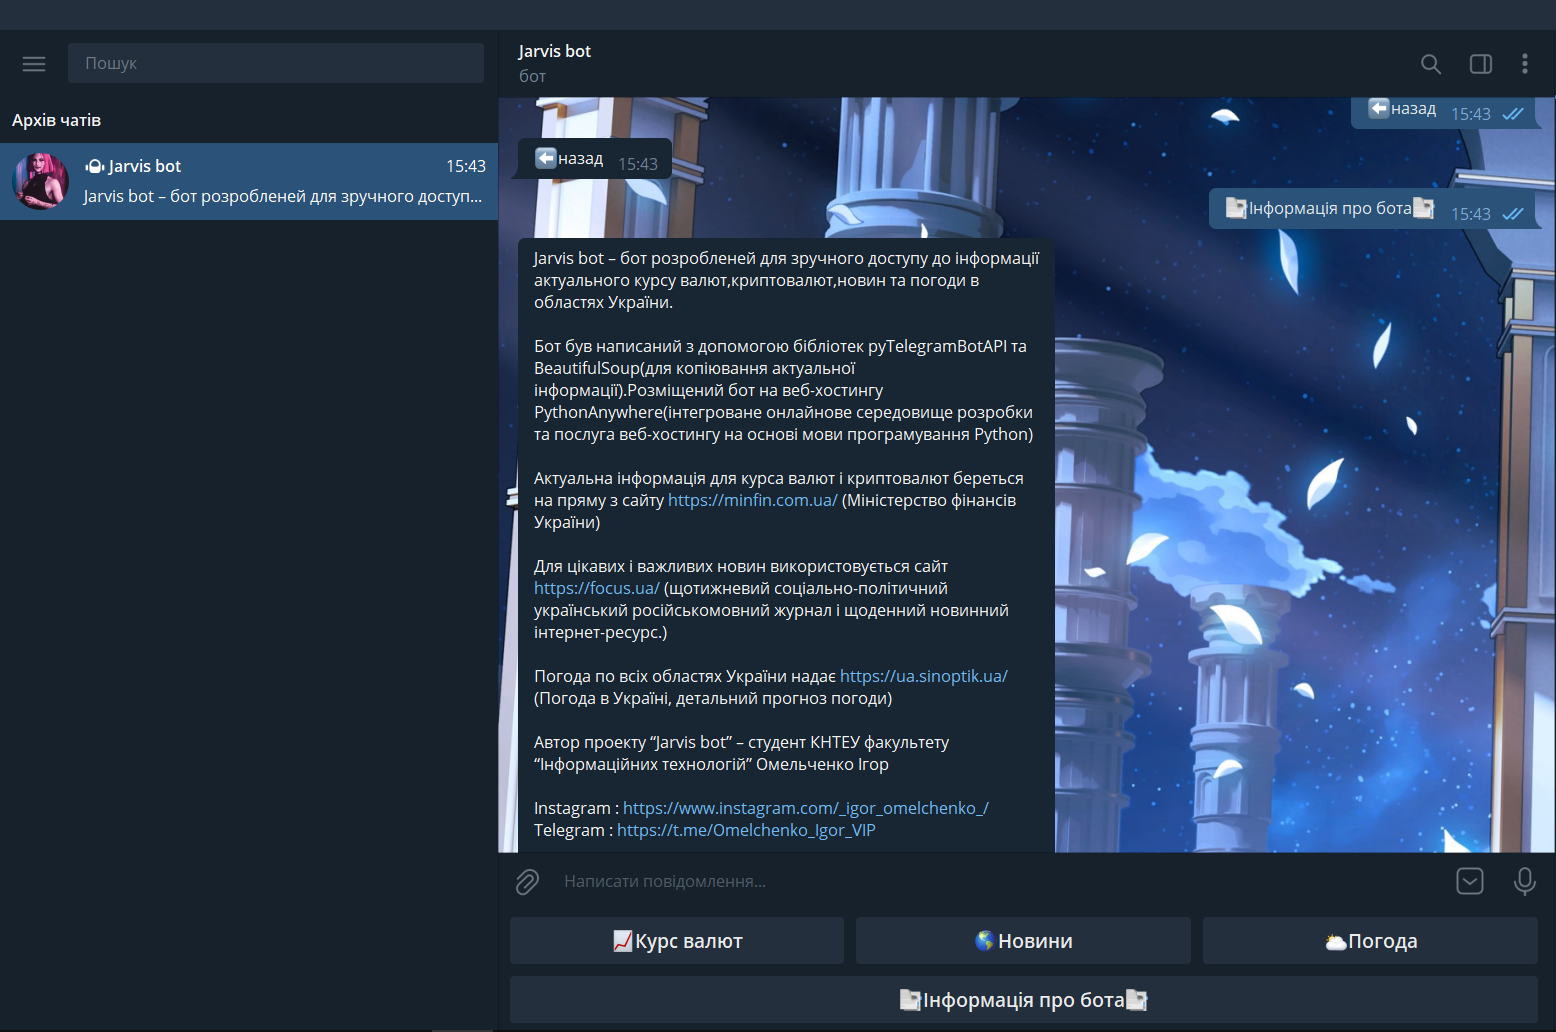 Пошук
Архів чатів
Jarvis bot
15:43
Jarvis bot – бот розробленей для зручного доступ...
Jarvis bot
бот
⬅️назад 15:43
⬅️назад 15:43
Інформація про бота 15:43
Jarvis bot – бот розробленей для зручного доступу до інформації
актуального курсу валют,криптовалют,новин та погоди в
областях України.
Бот був написаний з допомогою бібліотек pyTelegramBotAPI та
BeautifulSoup(для копіювання актуальної
інформації).Розміщений бот на веб-хостингу
PythonAnywhere(інтегроване онлайнове середовище розробки
та послуга веб-хостингу на основі мови програмування Python)
Актуальна інформація для курса валют і криптовалют береться
на пряму з сайту https://minfin.com.ua/ (Міністерство фінансів
України)
Для цікавих і важливих новин використовується сайт
https://focus.ua/ (щотижневий соціально-політичний
український російськомовний журнал і щоденний новинний
інтернет-ресурс.)
Погода по всіх областях України надає https://ua.sinoptik.ua/
(Погода в Україні, детальний прогноз погоди)
Автор проекту “Jarvis bot” – студент КНТЕУ факультету
“Інформаційних технологій” Омельченко Ігор
Instagram : https://www.instagram.com/_igor_omelchenko_/
Telegram : https://t.me/Omelchenko_Igor_VIP
Написати повідомлення...
Курс валют
Новини
Погода
Інформація про бота